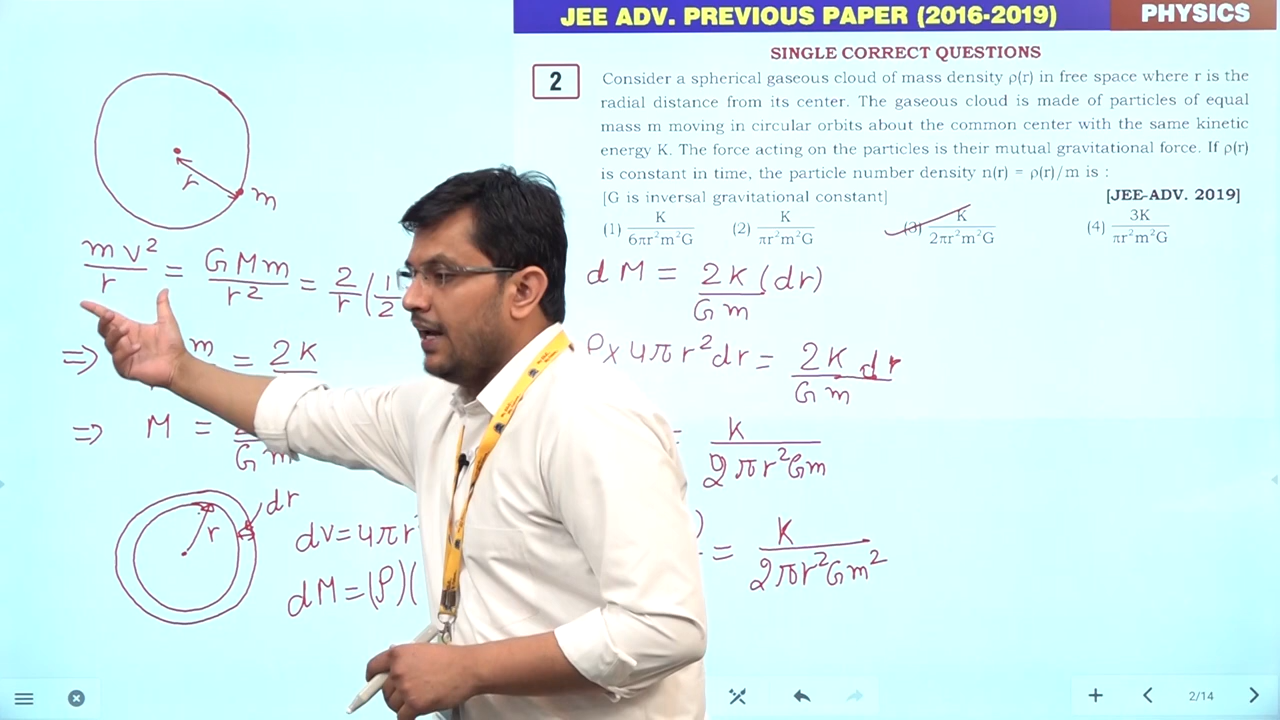 JEE ADV. PREVIOUS PAPER (2016-2019) PHYSICS
SINGLE CORRECT QUESTIONS
2 Consider a spherical gaseous cloud of mass density ρ(r) in free space where r is the
radial distance from its center. The gaseous cloud is made of particles of equal
mass m moving in circular orbits about the common center with the same kinetic
energy K. The force acting on the particles is their mutual gravitational force. If ρ(r)
is constant in time, the particle number density n(r) = ρ(r)/m is :
[G is inversal gravitational constant] [JEE-ADV. 2019]
(1) K/6πr²m²G (2) K/πr²m²G (3) K/2πr²m²G (4) 3K/πr²m²G
r
m
mv²/r = GMm/r² = 2/r (1/2
⇒ m = 2K
⇒ M = Gm
dr
r
dv = 4πr
dM = (ρ)(
dM = 2K/Gm (dr)
ρ × 4πr²dr = 2K dr/Gm
= K/2πr²Gm
= K/2πr²Gm²
2/14